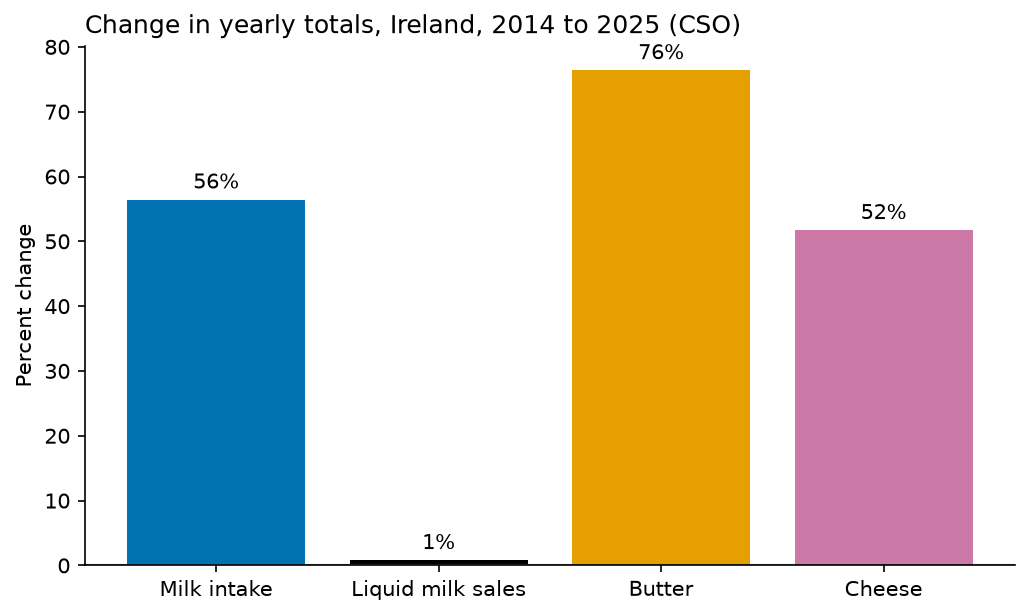 Change in yearly totals, Ireland, 2014 to 2025 (CSO)
Percent change
80
70
60
50
40
30
20
10
0
56%
1%
76%
52%
Milk intake
Liquid milk sales
Butter
Cheese